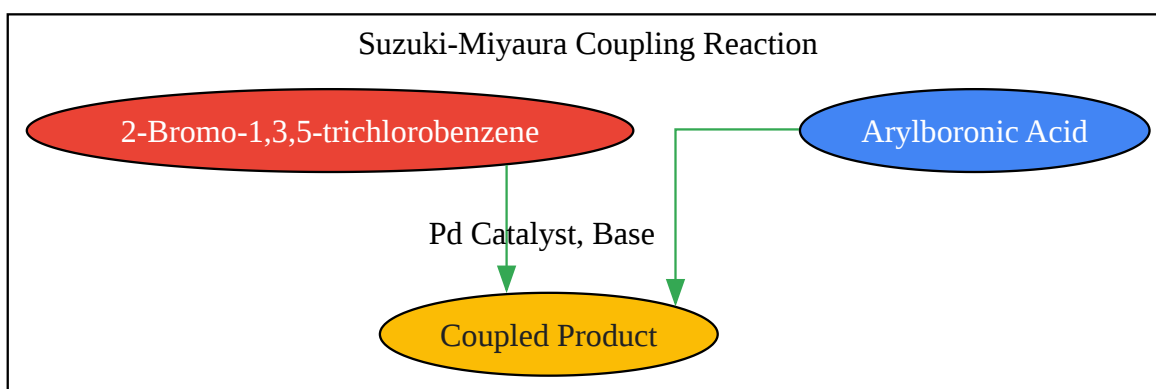 Suzuki-Miyaura Coupling Reaction
2-Bromo-1,3,5-trichlorobenzene
Arylboronic Acid
Pd Catalyst, Base
Coupled Product